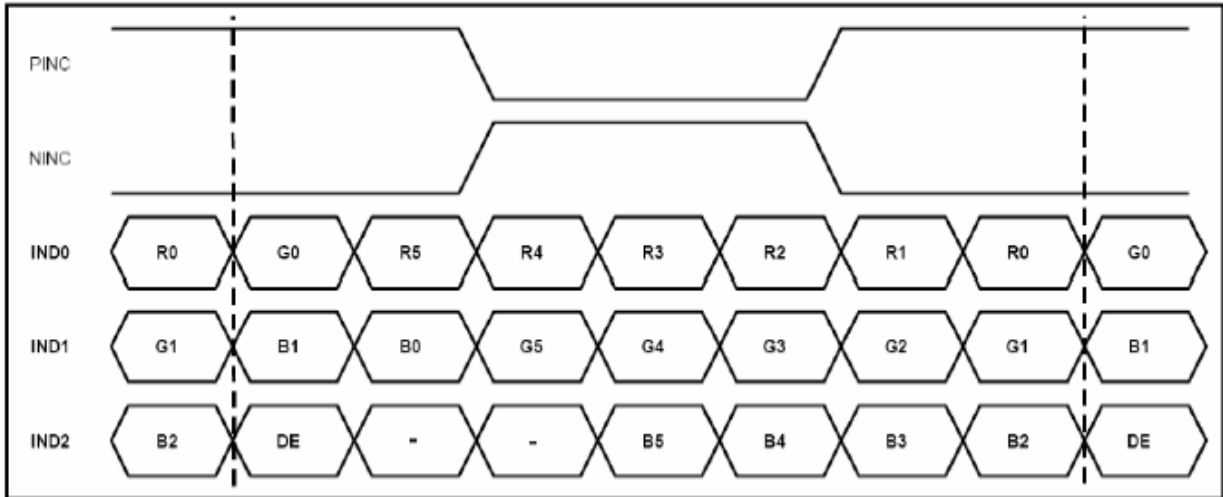 PINC
NINC
IND0 R0 G0 R5 R4 R3 R2 R1 R0 G0
IND1 G1 B1 B0 G5 G4 G3 G2 G1 B1
IND2 B2 DE - - B5 B4 B3 B2 DE